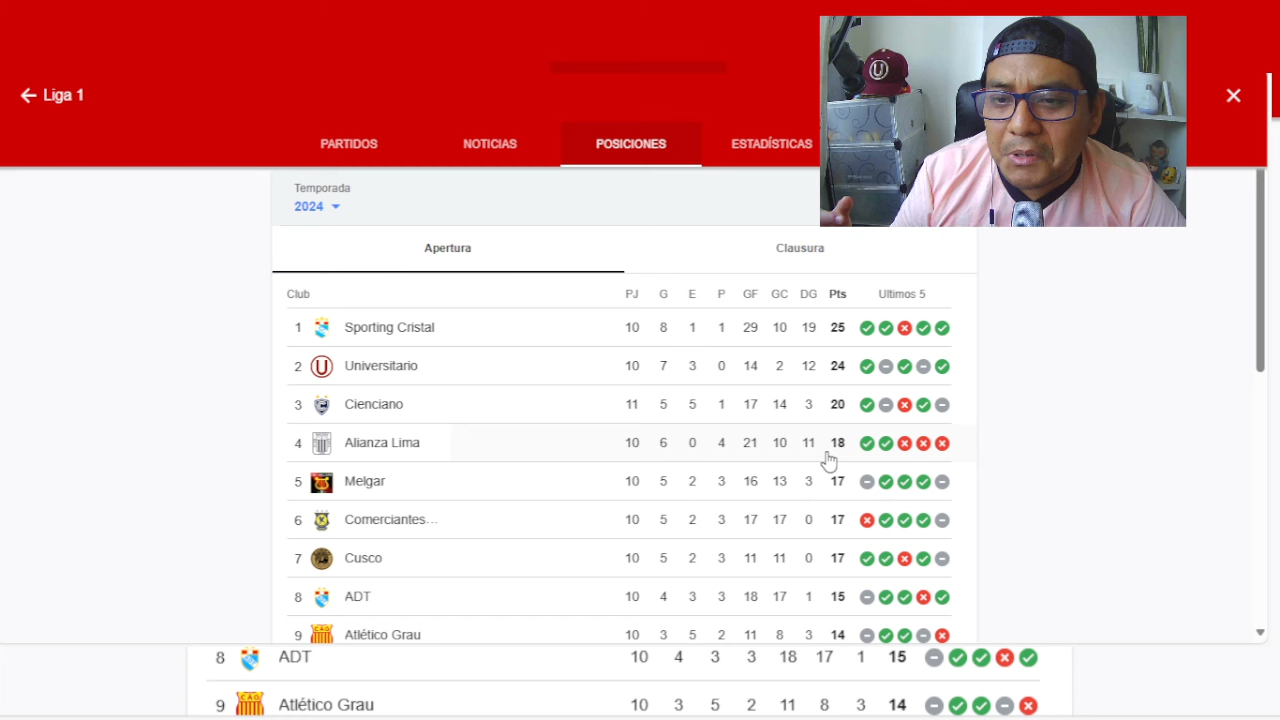 Liga 1
PARTIDOS NOTICIAS POSICIONES ESTADÍSTICAS
Temporada
2024
Apertura Clausura
Club PJ G E P GF GC DG Pts Ultimos 5
1 Sporting Cristal 10 8 1 1 29 10 19 25
2 Universitario 10 7 3 0 14 2 12 24
3 Cienciano 11 5 5 1 17 14 3 20
4 Alianza Lima 10 6 0 4 21 10 11 18
5 Melgar 10 5 2 3 16 13 3 17
6 Comerciantes... 10 5 2 3 17 17 0 17
7 Cusco 10 5 2 3 11 11 0 17
8 ADT 10 4 3 3 18 17 1 15
9 Atlético Grau 10 3 5 2 11 8 3 14
8 ADT 10 4 3 3 18 17 1 15
9 Atlético Grau 10 3 5 2 11 8 3 14
U
U
CAG